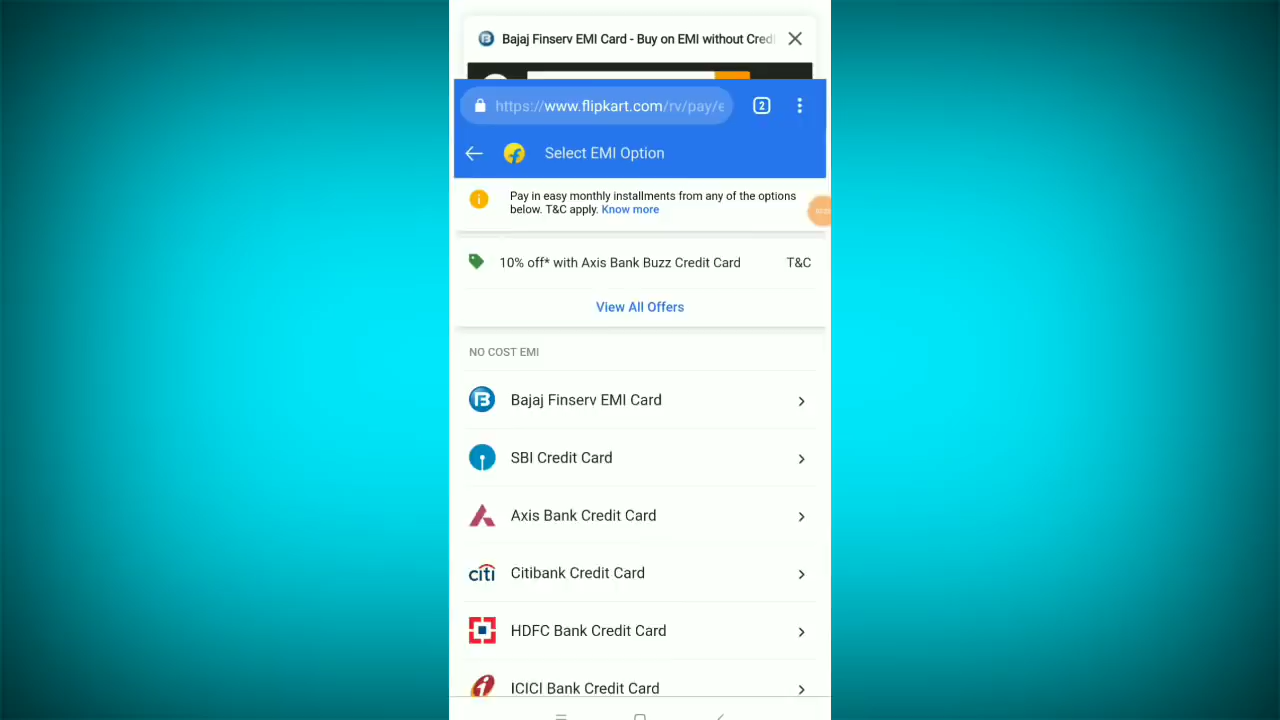 Bajaj Finserv EMI Card - Buy on EMI without Credi
https://www.flipkart.com/rv/pay/e
2
Select EMI Option
Pay in easy monthly installments from any of the options
below. T&C apply. Know more
10% off* with Axis Bank Buzz Credit Card T&C
View All Offers
NO COST EMI
Bajaj Finserv EMI Card
SBI Credit Card
Axis Bank Credit Card
citi Citibank Credit Card
HDFC Bank Credit Card
ICICI Bank Credit Card